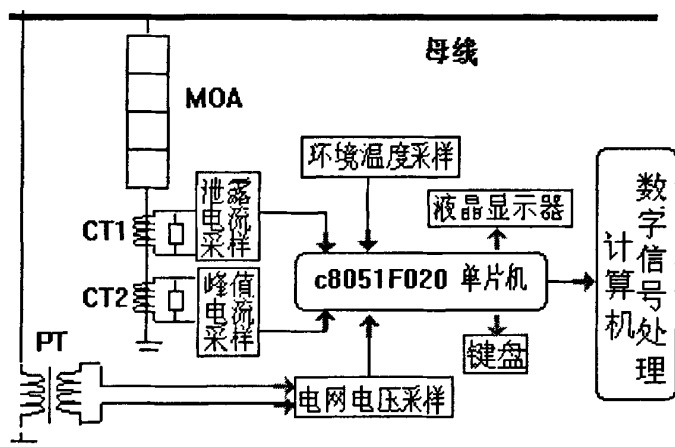 母线
MOA
环境温度采样
泄露
电流
采样
CT1
液晶显示器
数字信号处理
计算机
c8051F020 单片机
CT2
峰值
电流
采样
PT
键盘
电网电压采样